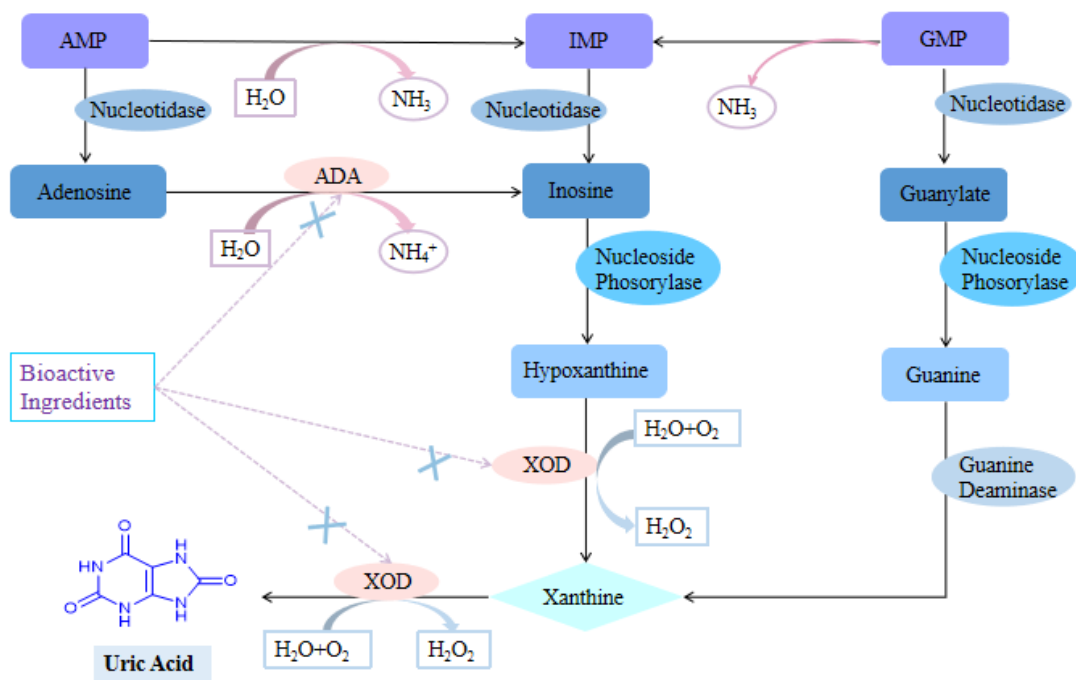 AMP
IMP
GMP
H₂O
NH₃
NH₃
Nucleotidase
Nucleotidase
Nucleotidase
Adenosine
ADA
Inosine
Guanylate
H₂O
NH₄⁺
Nucleoside
Phosorylase
Nucleoside
Phosorylase
Bioactive
Ingredients
Hypoxanthine
Guanine
H₂O+O₂
XOD
Guanine
Deaminase
H₂O₂
O
H
N
HN
O
O
N
H
N
H
XOD
Xanthine
H₂O+O₂
H₂O₂
Uric Acid